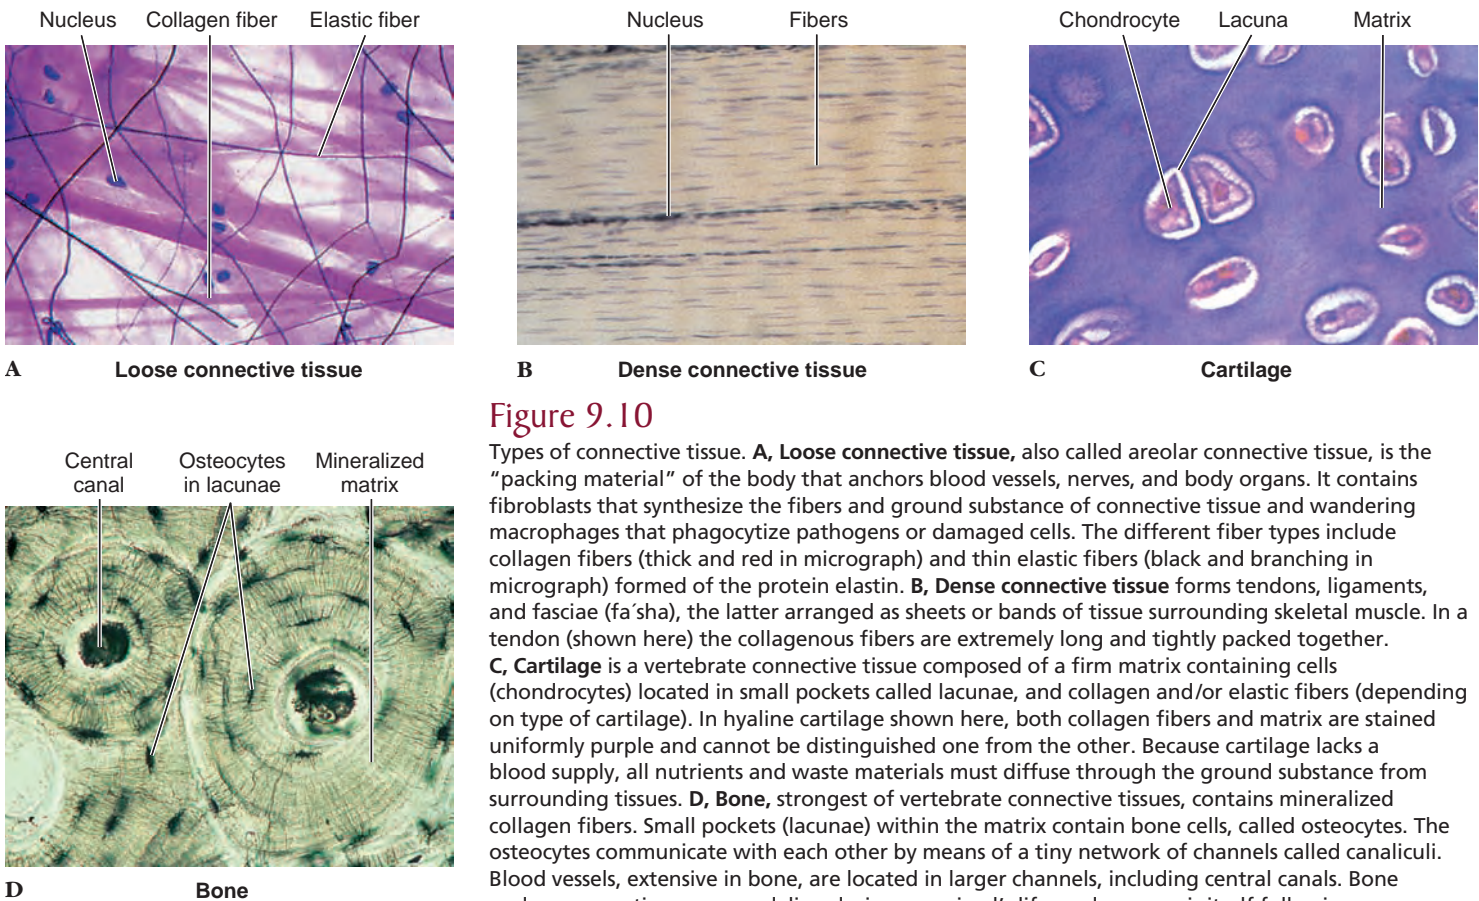 Nucleus Collagen fiber Elastic fiber
Nucleus Fibers
Chondrocyte Lacuna Matrix
A Loose connective tissue
B Dense connective tissue
C Cartilage
Central canal
Osteocytes in lacunae
Mineralized matrix
D Bone
Figure 9.10
Types of connective tissue. A, Loose connective tissue, also called areolar connective tissue, is the
“packing material” of the body that anchors blood vessels, nerves, and body organs. It contains
fibroblasts that synthesize the fibers and ground substance of connective tissue and wandering
macrophages that phagocytize pathogens or damaged cells. The different fiber types include
collagen fibers (thick and red in micrograph) and thin elastic fibers (black and branching in
micrograph) formed of the protein elastin. B, Dense connective tissue forms tendons, ligaments,
and fasciae (fa´sha), the latter arranged as sheets or bands of tissue surrounding skeletal muscle. In a
tendon (shown here) the collagenous fibers are extremely long and tightly packed together.
C, Cartilage is a vertebrate connective tissue composed of a firm matrix containing cells
(chondrocytes) located in small pockets called lacunae, and collagen and/or elastic fibers (depending
on type of cartilage). In hyaline cartilage shown here, both collagen fibers and matrix are stained
uniformly purple and cannot be distinguished one from the other. Because cartilage lacks a
blood supply, all nutrients and waste materials must diffuse through the ground substance from
surrounding tissues. D, Bone, strongest of vertebrate connective tissues, contains mineralized
collagen fibers. Small pockets (lacunae) within the matrix contain bone cells, called osteocytes. The
osteocytes communicate with each other by means of a tiny network of channels called canaliculi.
Blood vessels, extensive in bone, are located in larger channels, including central canals. Bone